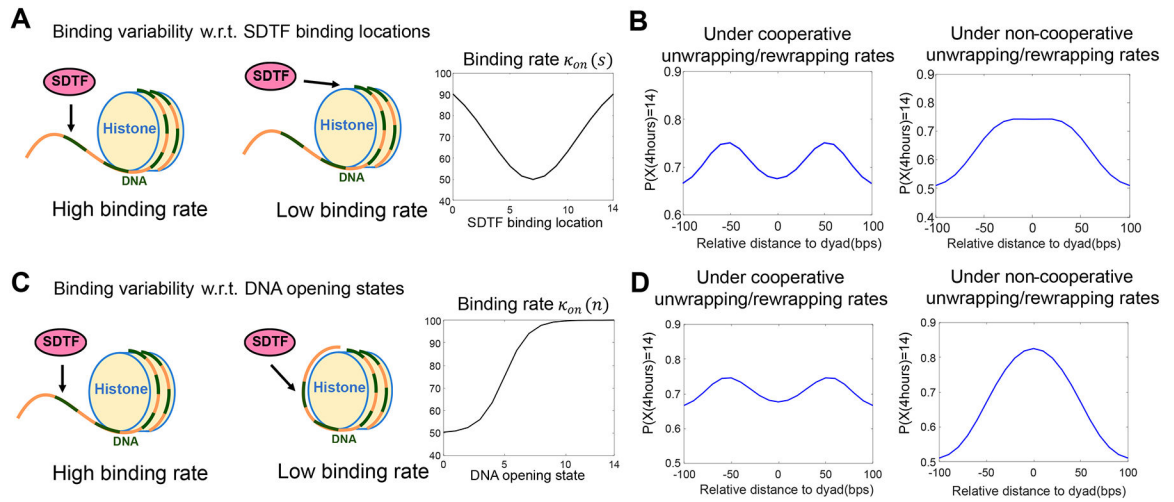 A
Binding variability w.r.t. SDTF binding locations
SDTF
Histone
DNA
High binding rate
SDTF
Histone
DNA
Low binding rate
Binding rate κon(s)
100
90
80
70
60
50
40
0
5
10
14
SDTF binding location
B
Under cooperative
unwrapping/rewrapping rates
P(X(4hours)=14)
0.9
0.8
0.7
0.6
-100
-50
0
50
100
Relative distance to dyad(bps)
Under non-cooperative
unwrapping/rewrapping rates
P(X(4hours)=14)
0.9
0.8
0.7
0.6
0.5
0.4
-100
-50
0
50
100
Relative distance to dyad(bps)
C
Binding variability w.r.t. DNA opening states
SDTF
Histone
DNA
High binding rate
SDTF
Histone
DNA
Low binding rate
Binding rate κon(n)
100
90
80
70
60
50
40
0
5
10
14
DNA opening state
D
Under cooperative
unwrapping/rewrapping rates
P(X(4hours)=14)
0.9
0.8
0.7
0.6
0.5
-100
-50
0
50
100
Relative distance to dyad(bps)
Under non-cooperative
unwrapping/rewrapping rates
P(X(4hours)=14)
0.9
0.8
0.7
0.6
0.5
-100
-50
0
50
100
Relative distance to dyad(bps)